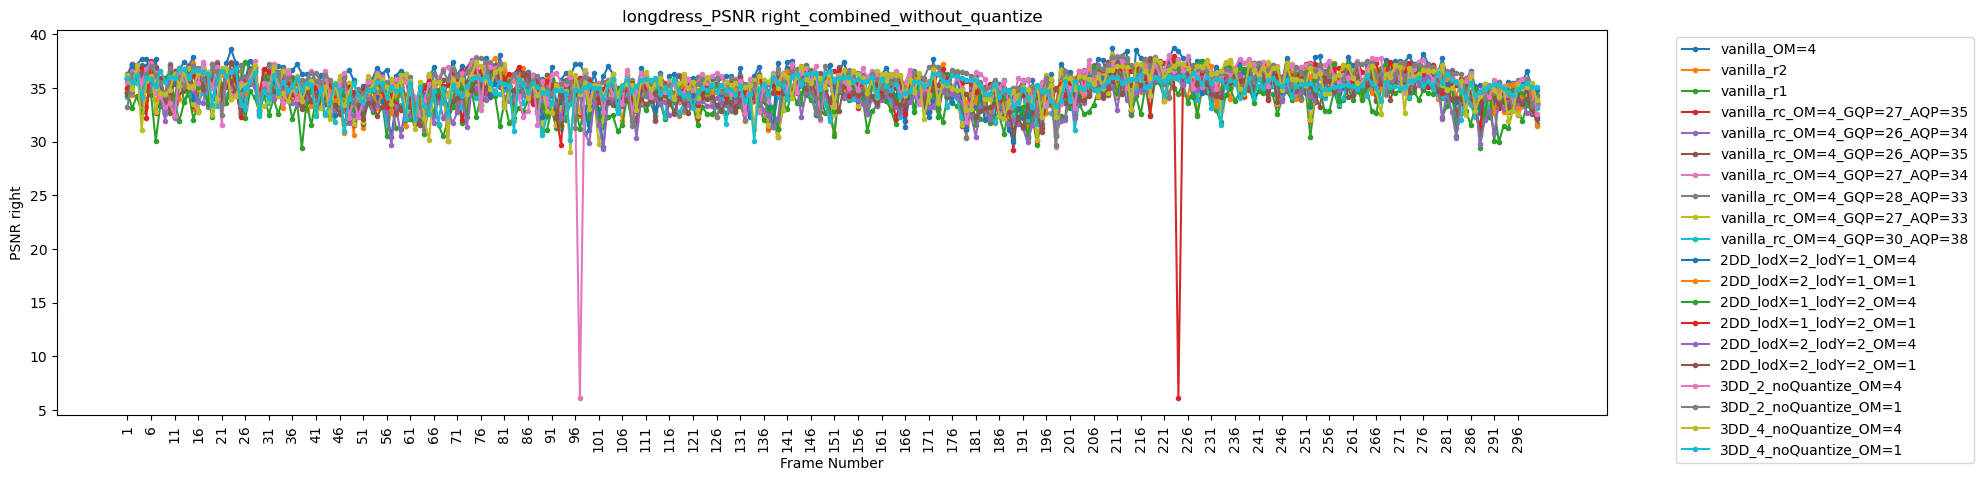 longdress_PSNR right_combined_without_quantize
40
35
30
25
20
15
10
5
PSNR right
1 6 11 16 21 26 31 36 41 46 51 56 61 66 71 76 81 86 91 96 101 106 111 116 121 126 131 136 141 146 151 156 161 166 171 176 181 186 191 196 201 206 211 216 221 226 231 236 241 246 251 256 261 266 271 276 281 286 291 296
Frame Number
vanilla_OM=4
vanilla_r2
vanilla_r1
vanilla_rc_OM=4_GQP=27_AQP=35
vanilla_rc_OM=4_GQP=26_AQP=34
vanilla_rc_OM=4_GQP=26_AQP=35
vanilla_rc_OM=4_GQP=27_AQP=34
vanilla_rc_OM=4_GQP=28_AQP=33
vanilla_rc_OM=4_GQP=27_AQP=33
vanilla_rc_OM=4_GQP=30_AQP=38
2DD_lodX=2_lodY=1_OM=4
2DD_lodX=2_lodY=1_OM=1
2DD_lodX=1_lodY=2_OM=4
2DD_lodX=1_lodY=2_OM=1
2DD_lodX=2_lodY=2_OM=4
2DD_lodX=2_lodY=2_OM=1
3DD_2_noQuantize_OM=4
3DD_2_noQuantize_OM=1
3DD_4_noQuantize_OM=4
3DD_4_noQuantize_OM=1